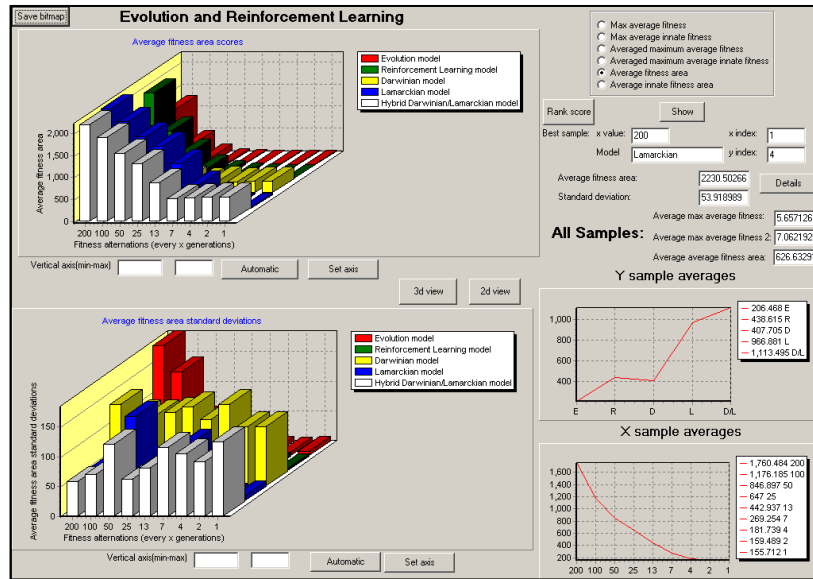 Save bitmap
Evolution and Reinforcement Learning
Average fitness area scores
Evolution model
Reinforcement Learning model
Darwinian model
Lamarckian model
Hybrid Darwinian/Lamarckian model
Average fitness area
2,000
1,500
1,000
500
0
200 100 50 25 13 7 4 2 1
Fitness alternations (every x generations)
Vertical axis(min-max)
Automatic
Set axis
3d view
2d view
Average fitness area standard deviations
Evolution model
Reinforcement Learning model
Darwinian model
Lamarckian model
Hybrid Darwinian/Lamarckian model
Average fitness area standard deviations
150
100
50
0
200 100 50 25 13 7 4 2 1
Fitness alternations (every x generations)
Vertical axis(min-max)
Automatic
Set axis
Max average fitness
Max average innate fitness
Averaged maximum average fitness
Averaged maximum average innate fitness
Average fitness area
Average innate fitness area
Rank score
Show
Best sample: x value: 200 x index: 1
Model Lamarckian y index: 4
Average fitness area: 2230.50266
Standard deviation: 53.918989
Details
All Samples:
Average max average fitness: 5.657126
Average max average fitness 2: 7.062192
Average average fitness area: 626.63291
Y sample averages
1,000
800
600
400
E R D L D/L
206.468 E
438.615 R
407.705 D
966.881 L
1,113.495 D/L
X sample averages
1,600
1,400
1,200
1,000
800
600
400
200
200 100 50 25 13 7 4 2 1
1,760.484 200
1,176.185 100
846.897 50
647 25
442.937 13
269.254 7
181.739 4
159.489 2
155.712 1